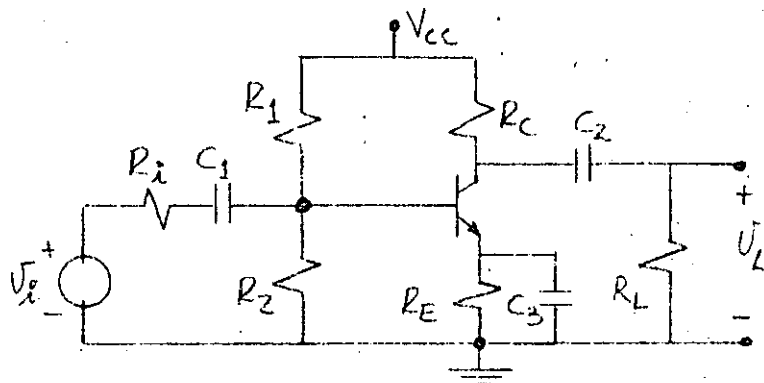 Vcc
R1
RC
C2
Ri
C1
+
+
vi
vL
R2
RE
C3
RL
-
-